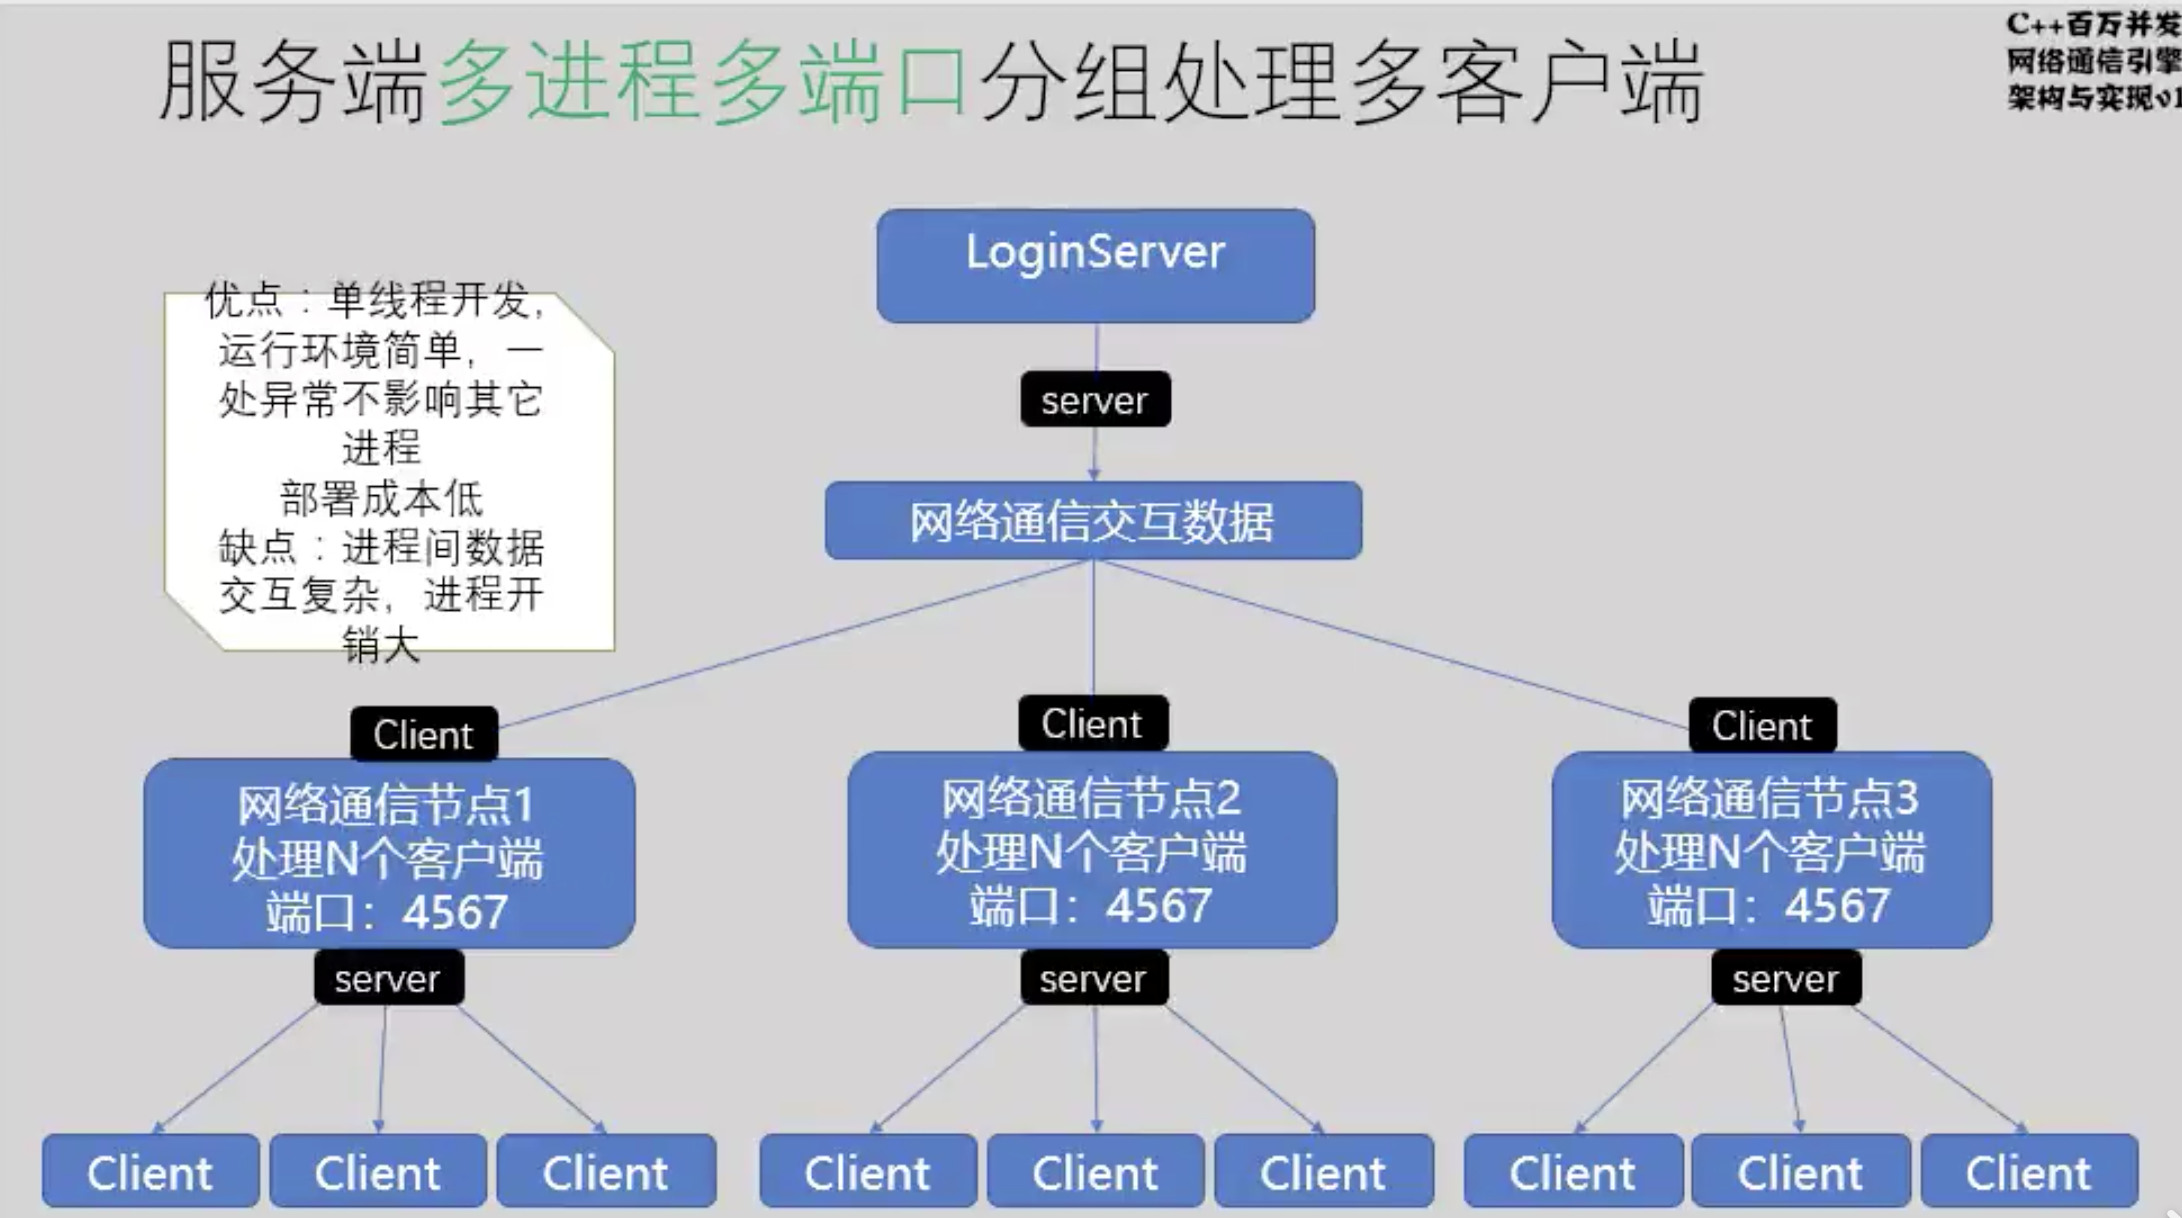 服务端多进程多端口分组处理多客户端
C++百万并发
网络通信引擎
架构与实现v1
LoginServer
优点：单线程开发，
运行环境简单，一
处异常不影响其它
进程
部署成本低
缺点：进程间数据
交互复杂，进程开
销大
server
网络通信交互数据
Client
Client
Client
网络通信节点1
处理N个客户端
端口：4567
网络通信节点2
处理N个客户端
端口：4567
网络通信节点3
处理N个客户端
端口：4567
server
server
server
Client
Client
Client
Client
Client
Client
Client
Client
Client